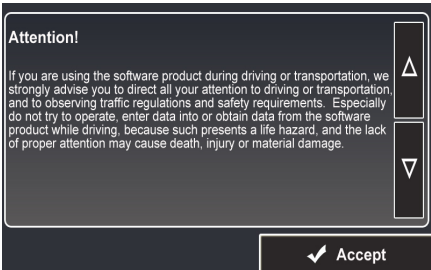 Attention!
If you are using the software product during driving or transportation, we
strongly advise you to direct all your attention to driving or transportation,
and to observing traffic regulations and safety requirements. Especially
do not try to operate, enter data into or obtain data from the software
product while driving, because such presents a life hazard, and the lack
of proper attention may cause death, injury or material damage.
Accept